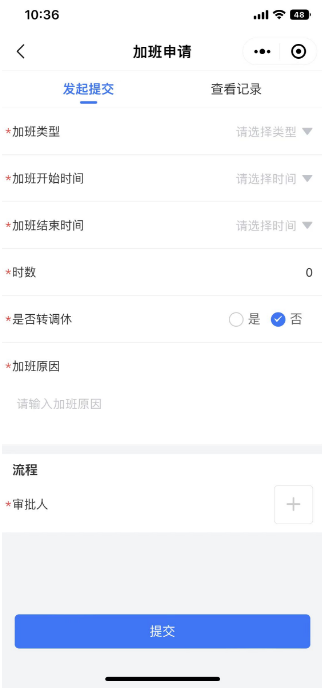 10:36
48
加班申请
发起提交 查看记录
*加班类型 请选择类型
*加班开始时间 请选择时间
*加班结束时间 请选择时间
*时数 0
*是否转调休 是 否
*加班原因
请输入加班原因
流程
*审批人
提交